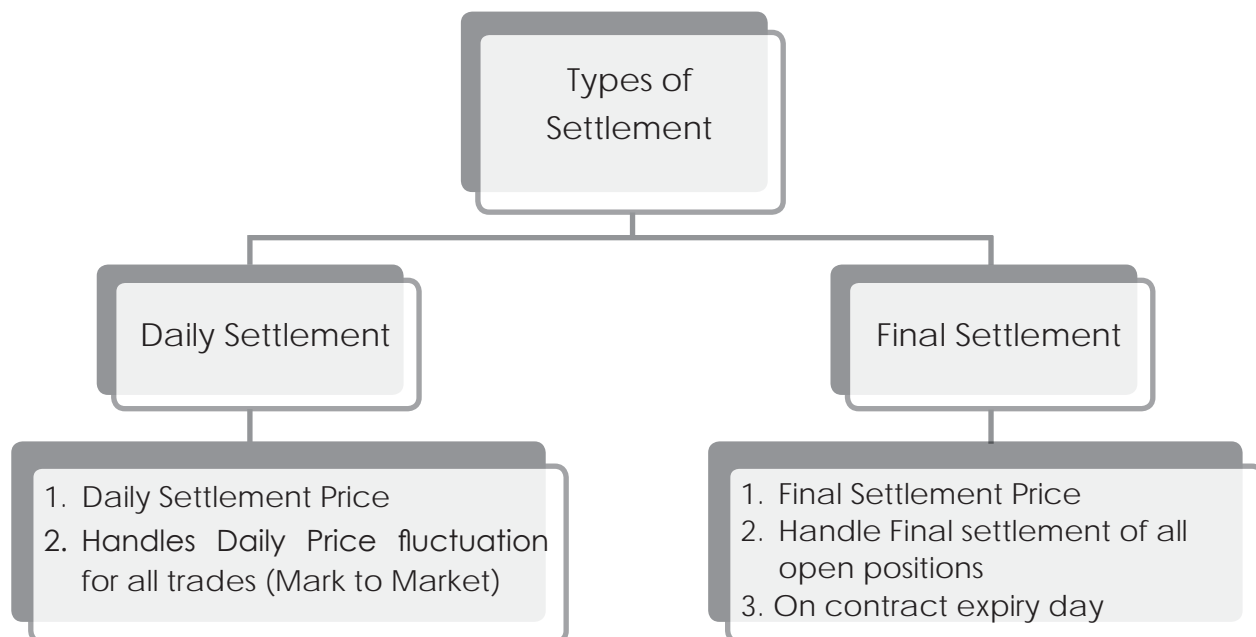 Types of
Settlement
Daily Settlement
Final Settlement
1. Daily Settlement Price
2. Handles Daily Price fluctuation
for all trades (Mark to Market)
1. Final Settlement Price
2. Handle Final settlement of all
open positions
3. On contract expiry day